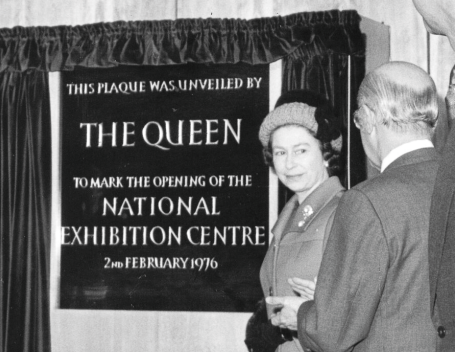 THIS PLAQUE WAS UNVEILED BY
THE QUEEN
TO MARK THE OPENING OF THE
NATIONAL
EXHIBITION CENTRE
2ND FEBRUARY 1976